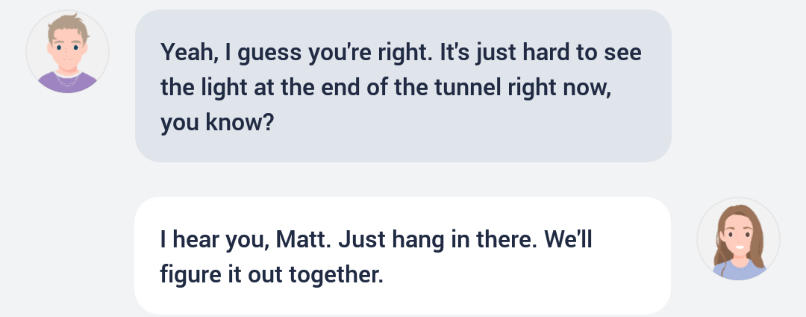 Yeah, I guess you're right. It's just hard to see
the light at the end of the tunnel right now,
you know?
I hear you, Matt. Just hang in there. We'll
figure it out together.